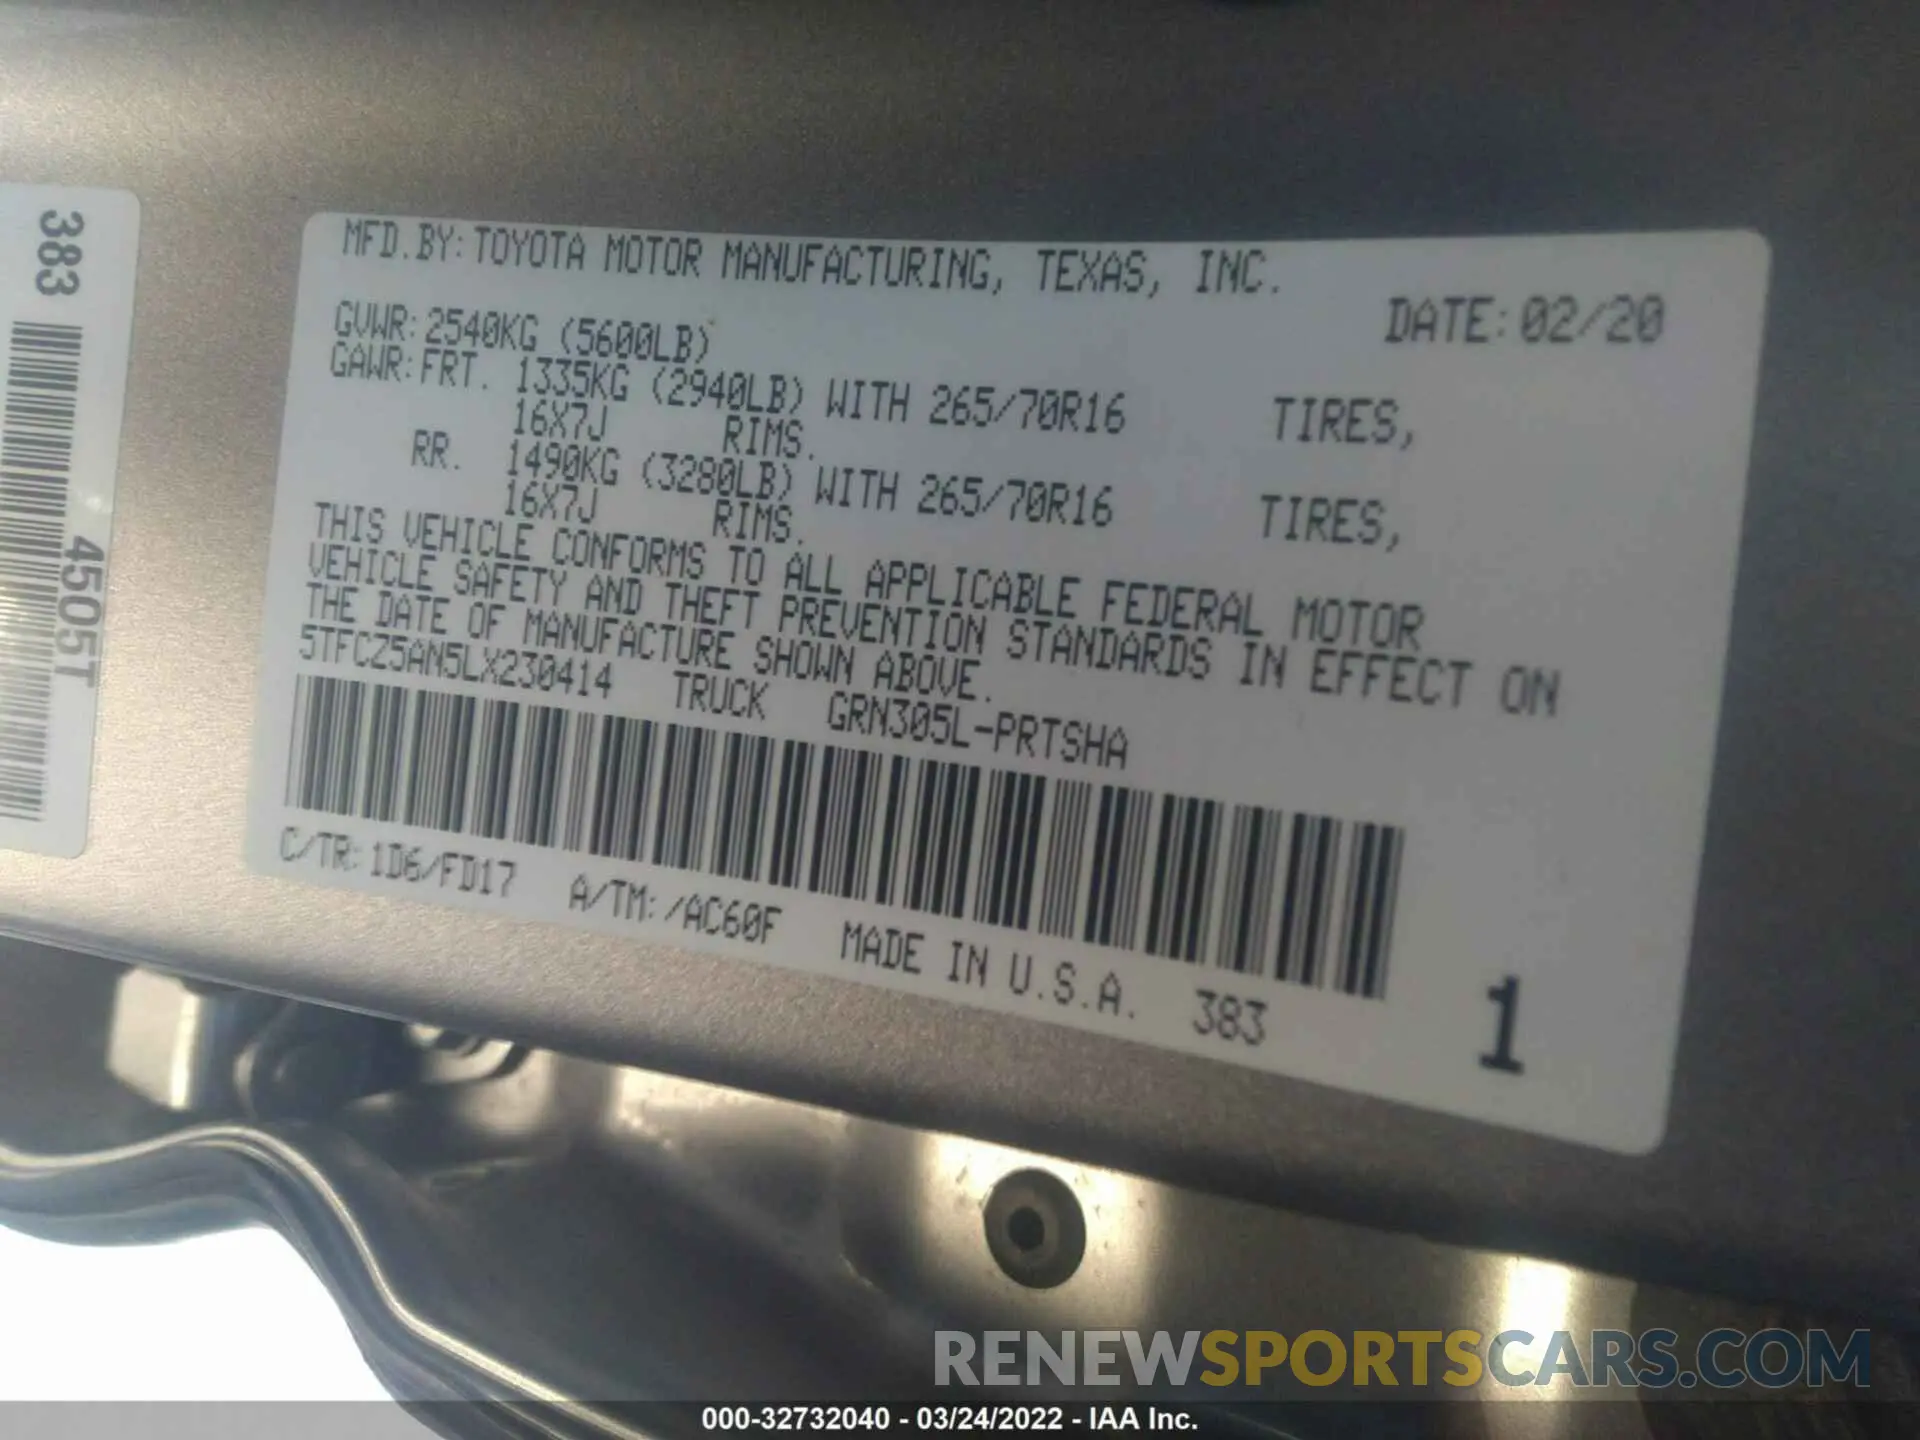 383
4505T
MFD.BY:TOYOTA MOTOR MANUFACTURING, TEXAS, INC.
DATE:02/20
GVWR:2540KG (5600LB)
GAWR:FRT. 1335KG (2940LB) WITH 265/70R16 TIRES,
16X7J RIMS.
RR. 1490KG (3280LB) WITH 265/70R16 TIRES,
16X7J RIMS.
THIS VEHICLE CONFORMS TO ALL APPLICABLE FEDERAL MOTOR
VEHICLE SAFETY AND THEFT PREVENTION STANDARDS IN EFFECT ON
THE DATE OF MANUFACTURE SHOWN ABOVE.
5TFCZ5AN5LX230414 TRUCK GRN305L-PRTSHA
C/TR:1D6/FD17 A/TM:/AC60F MADE IN U.S.A. 383
1
RENEWSPORTSCARS.COM
000-32732040 - 03/24/2022 - IAA Inc.